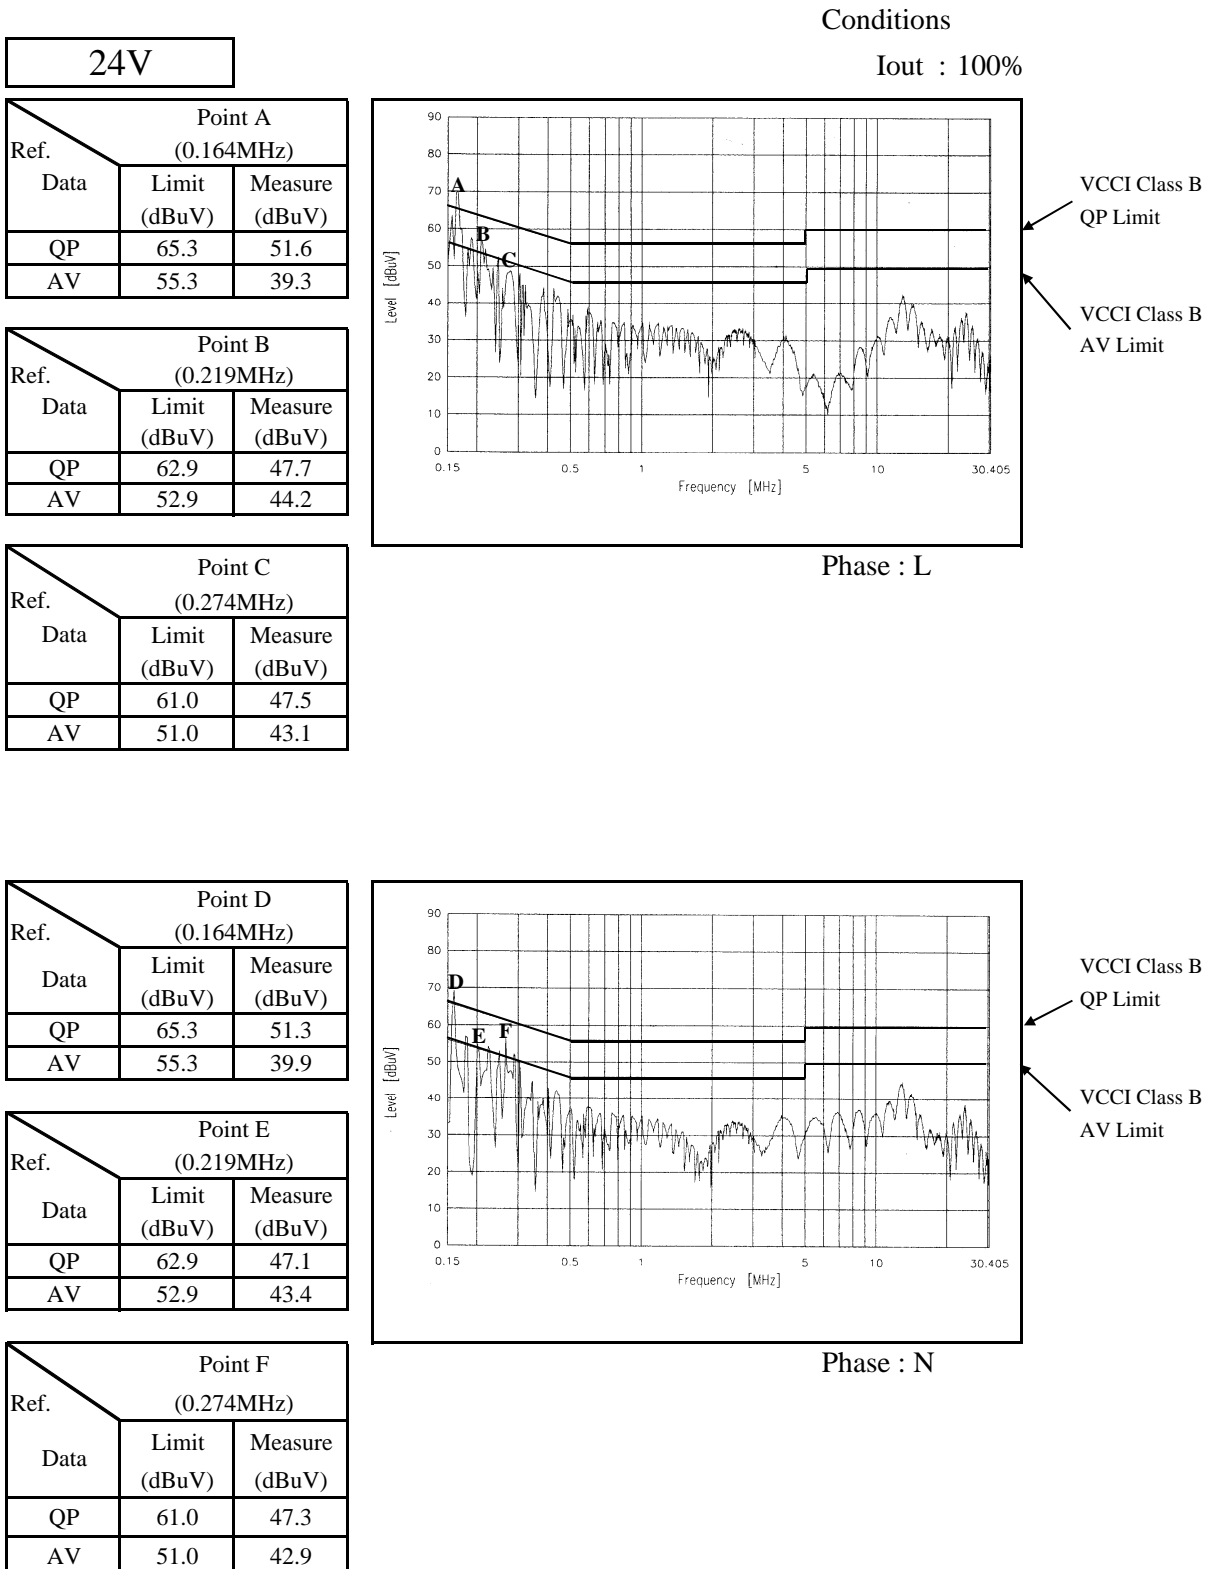 Conditions
24V
Iout : 100%
Point A
Ref. (0.164MHz)
Data Limit Measure
(dBuV) (dBuV)
QP 65.3 51.6
AV 55.3 39.3
Point B
Ref. (0.219MHz)
Data Limit Measure
(dBuV) (dBuV)
QP 62.9 47.7
AV 52.9 44.2
Point C
Ref. (0.274MHz)
Data Limit Measure
(dBuV) (dBuV)
QP 61.0 47.5
AV 51.0 43.1
90
80
70
60
50
40
30
20
10
0
Level [dBuV]
A
B
C
0.15 0.5 1 5 10 30.405
Frequency [MHz]
VCCI Class B
QP Limit
VCCI Class B
AV Limit
Phase : L
Point D
Ref. (0.164MHz)
Data Limit Measure
(dBuV) (dBuV)
QP 65.3 51.3
AV 55.3 39.9
Point E
Ref. (0.219MHz)
Data Limit Measure
(dBuV) (dBuV)
QP 62.9 47.1
AV 52.9 43.4
Point F
Ref. (0.274MHz)
Data Limit Measure
(dBuV) (dBuV)
QP 61.0 47.3
AV 51.0 42.9
90
80
70
60
50
40
30
20
10
0
Level [dBuV]
D
E F
0.15 0.5 1 5 10 30.405
Frequency [MHz]
VCCI Class B
QP Limit
VCCI Class B
AV Limit
Phase : N